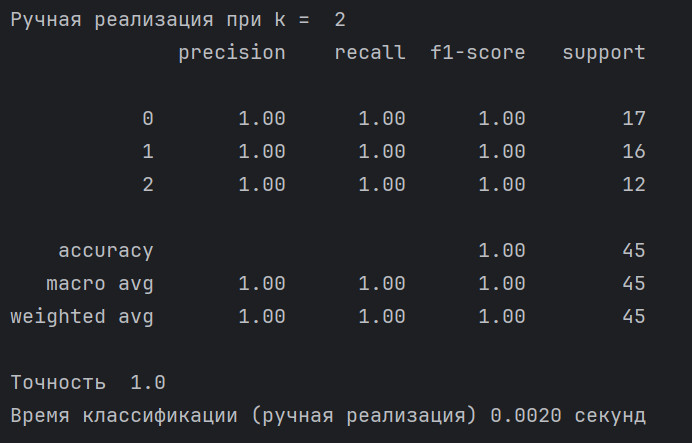 Ручная реализация при k =  2
              precision    recall  f1-score   support

           0       1.00      1.00      1.00        17
           1       1.00      1.00      1.00        16
           2       1.00      1.00      1.00        12

    accuracy                           1.00        45
   macro avg       1.00      1.00      1.00        45
weighted avg       1.00      1.00      1.00        45

Точность  1.0
Время классификации (ручная реализация) 0.0020 секунд